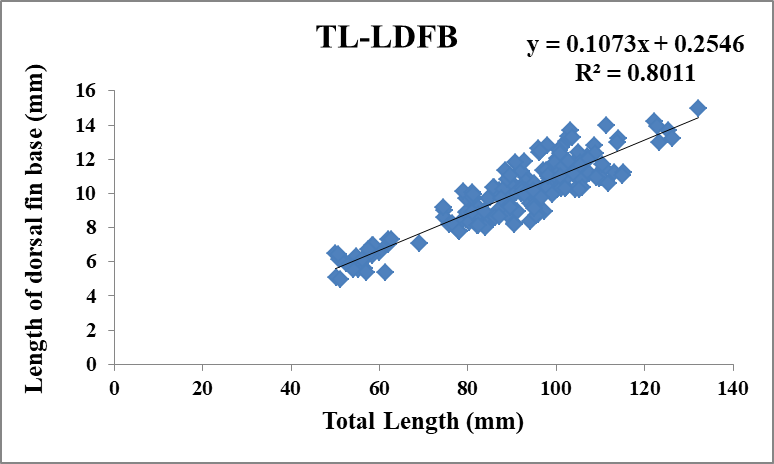 TL-LDFB
y = 0.1073x + 0.2546
R² = 0.8011
Length of dorsal fin base (mm)
16
14
12
10
8
6
4
2
0
0 20 40 60 80 100 120 140
Total Length (mm)